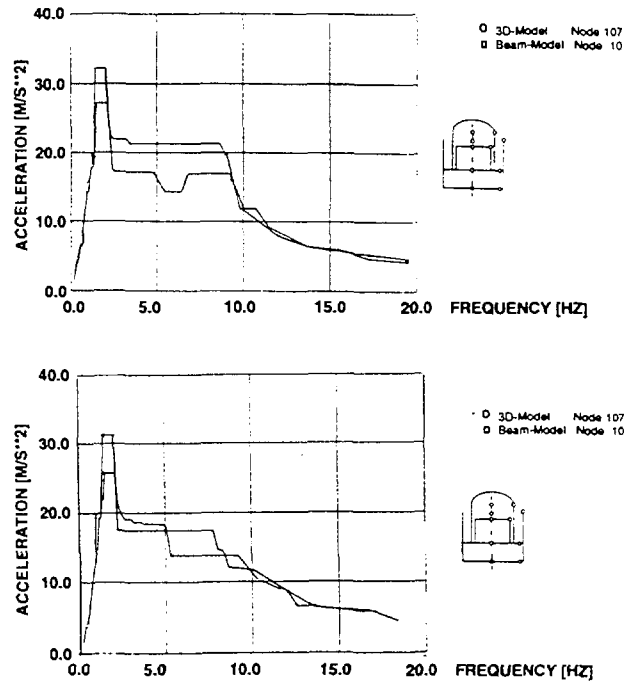 40.0
30.0
20.0
10.0
0.0
ACCELERATION [M/S**2]
0.0 5.0 10.0 15.0 20.0 FREQUENCY [HZ]
3D-Model Node 107
Beam-Model Node 10
40.0
30.0
20.0
10.0
0.0
ACCELERATION [M/S**2]
0.0 5.0 10.0 15.0 20.0 FREQUENCY [HZ]
3D-Model Node 107
Beam-Model Node 10